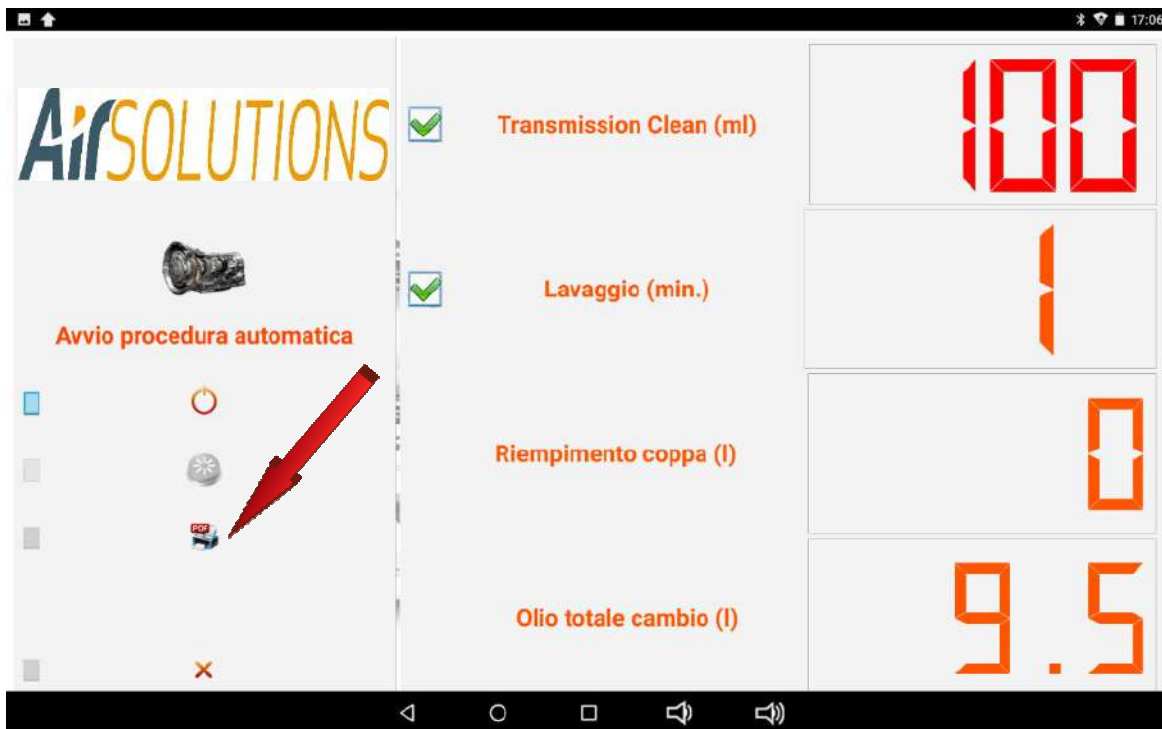 17:06
AirSOLUTIONS
Avvio procedura automatica
PDF
Transmission Clean (ml)
100
Lavaggio (min.)
1
Riempimento coppa (l)
0
Olio totale cambio (l)
9.5